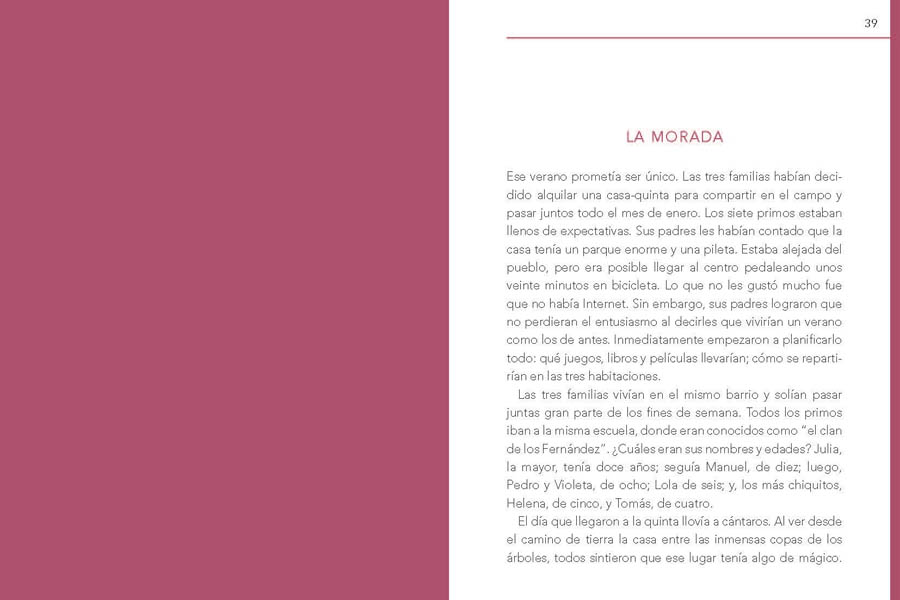 39
LA MORADA
Ese verano prometía ser único. Las tres familias habían deci-
dido alquilar una casa-quinta para compartir en el campo y
pasar juntos todo el mes de enero. Los siete primos estaban
llenos de expectativas. Sus padres les habían contado que la
casa tenía un parque enorme y una pileta. Estaba alejada del
pueblo, pero era posible llegar al centro pedaleando unos
veinte minutos en bicicleta. Lo que no les gustó mucho fue
que no había Internet. Sin embargo, sus padres lograron que
no perdieran el entusiasmo al decirles que vivirían un verano
como los de antes. Inmediatamente empezaron a planificarlo
todo: qué juegos, libros y películas llevarían; cómo se reparti-
rían en las tres habitaciones.
Las tres familias vivían en el mismo barrio y solían pasar
juntas gran parte de los fines de semana. Todos los primos
iban a la misma escuela, donde eran conocidos como “el clan
de los Fernández”. ¿Cuáles eran sus nombres y edades? Julia,
la mayor, tenía doce años; seguía Manuel, de diez; luego,
Pedro y Violeta, de ocho; Lola de seis; y, los más chiquitos,
Helena, de cinco, y Tomás, de cuatro.
El día que llegaron a la quinta llovía a cántaros. Al ver desde
el camino de tierra la casa entre las inmensas copas de los
árboles, todos sintieron que ese lugar tenía algo de mágico.